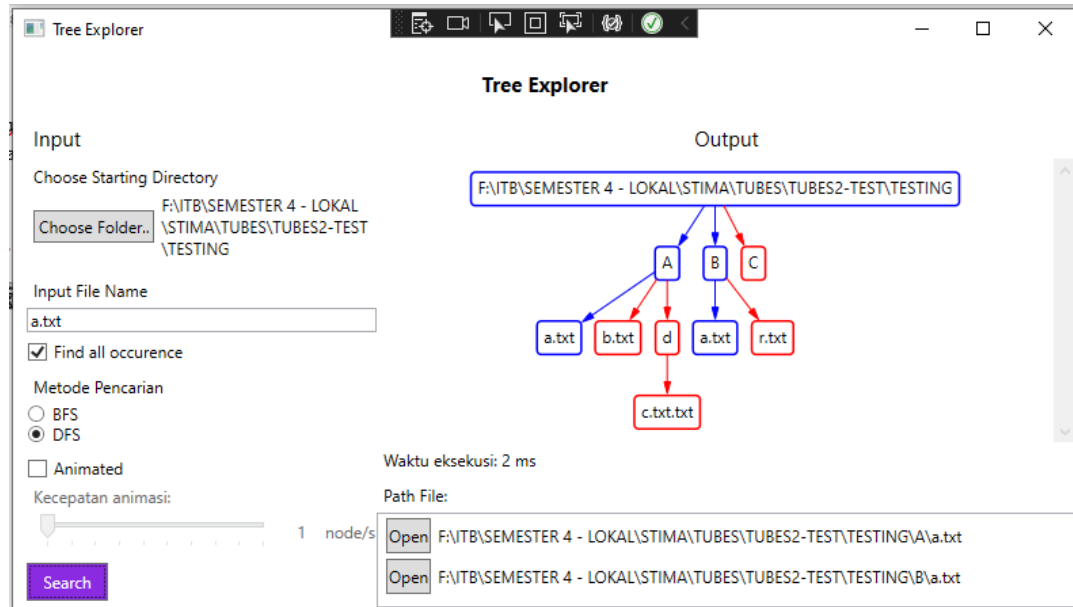 Tree Explorer
Tree Explorer
Input
Choose Starting Directory
Choose Folder..
F:\ITB\SEMESTER 4 - LOKAL
\STIMA\TUBES\TUBES2-TEST
\TESTING
Input File Name
a.txt
Find all occurence
Metode Pencarian
BFS
DFS
Animated
Kecepatan animasi:
1 node/s
Search
Output
F:\ITB\SEMESTER 4 - LOKAL\STIMA\TUBES\TUBES2-TEST\TESTING
A B C
a.txt b.txt d a.txt r.txt
c.txt.txt
Waktu eksekusi: 2 ms
Path File:
Open F:\ITB\SEMESTER 4 - LOKAL\STIMA\TUBES\TUBES2-TEST\TESTING\A\a.txt
Open F:\ITB\SEMESTER 4 - LOKAL\STIMA\TUBES\TUBES2-TEST\TESTING\B\a.txt